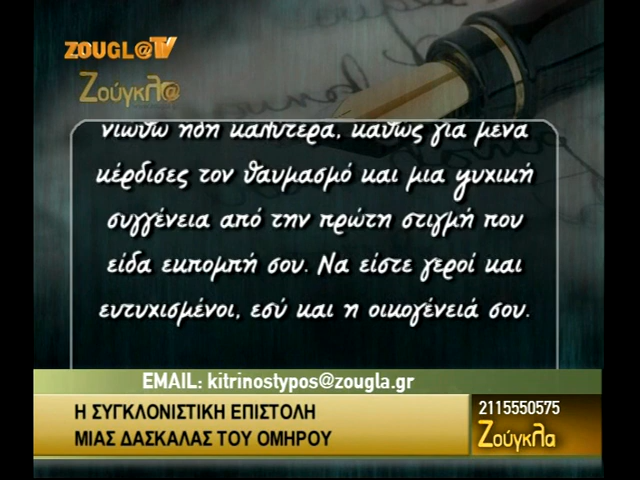 ZOUGL@TV
Ζούγκλ@
νιώθω ήδη καλύτερα, καθώς για μένα
κέρδισες τον θαυμασμό και μια ψυχική
συγγένεια από την πρώτη στιγμή που
είδα εκπομπή σου. Να είστε γεροί και
ευτυχισμένοι, εσύ και η οικογένειά σου.
EMAIL: kitrinostypos@zougla.gr
Η ΣΥΓΚΛΟΝΙΣΤΙΚΗ ΕΠΙΣΤΟΛΗ
ΜΙΑΣ ΔΑΣΚΑΛΑΣ ΤΟΥ ΟΜΗΡΟΥ
2115550575
Ζούγκλα